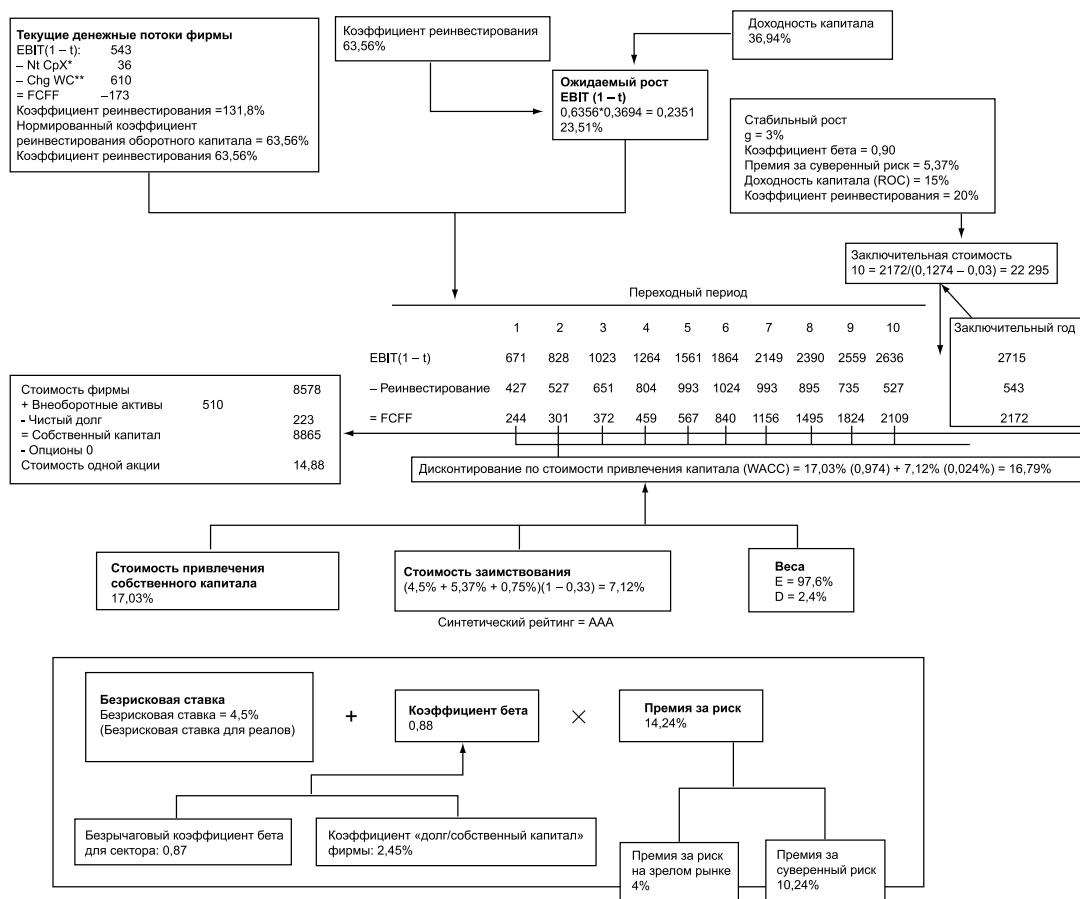 Текущие денежные потоки фирмы
EBIT(1 – t): 543
– Nt CpX* 36
– Chg WC** 610
= FCFF –173
Коэффициент реинвестирования =131,8%
Нормированный коэффициент
реинвестирования оборотного капитала = 63,56%
Коэффициент реинвестирования 63,56%
Коэффициент реинвестирования
63,56%
Доходность капитала
36,94%
Ожидаемый рост
EBIT (1 – t)
0,6356*0,3694 = 0,2351
23,51%
Стабильный рост
g = 3%
Коэффициент бета = 0,90
Премия за суверенный риск = 5,37%
Доходность капитала (ROC) = 15%
Коэффициент реинвестирования = 20%
Заключительная стоимость
10 = 2172/(0,1274 – 0,03) = 22 295
Переходный период
1 2 3 4 5 6 7 8 9 10 Заключительный год
EBIT(1 – t) 671 828 1023 1264 1561 1864 2149 2390 2559 2636 2715
– Реинвестирование 427 527 651 804 993 1024 993 895 735 527 543
= FCFF 244 301 372 459 567 840 1156 1495 1824 2109 2172
Стоимость фирмы 8578
+ Внеоборотные активы 510
- Чистый долг 223
= Собственный капитал 8865
- Опционы 0
Стоимость одной акции 14,88
Дисконтирование по стоимости привлечения капитала (WACC) = 17,03% (0,974) + 7,12% (0,024%) = 16,79%
Стоимость привлечения
собственного капитала
17,03%
Стоимость заимствования
(4,5% + 5,37% + 0,75%)(1 – 0,33) = 7,12%
Веса
E = 97,6%
D = 2,4%
Синтетический рейтинг = AAA
Безрисковая ставка
Безрисковая ставка = 4,5%
(Безрисковая ставка для реалов)
+
Коэффициент бета
0,88
×
Премия за риск
14,24%
Безрычаговый коэффициент бета
для сектора: 0,87
Коэффициент «долг/собственный капитал»
фирмы: 2,45%
Премия за риск
на зрелом рынке
4%
Премия за
суверенный риск
10,24%